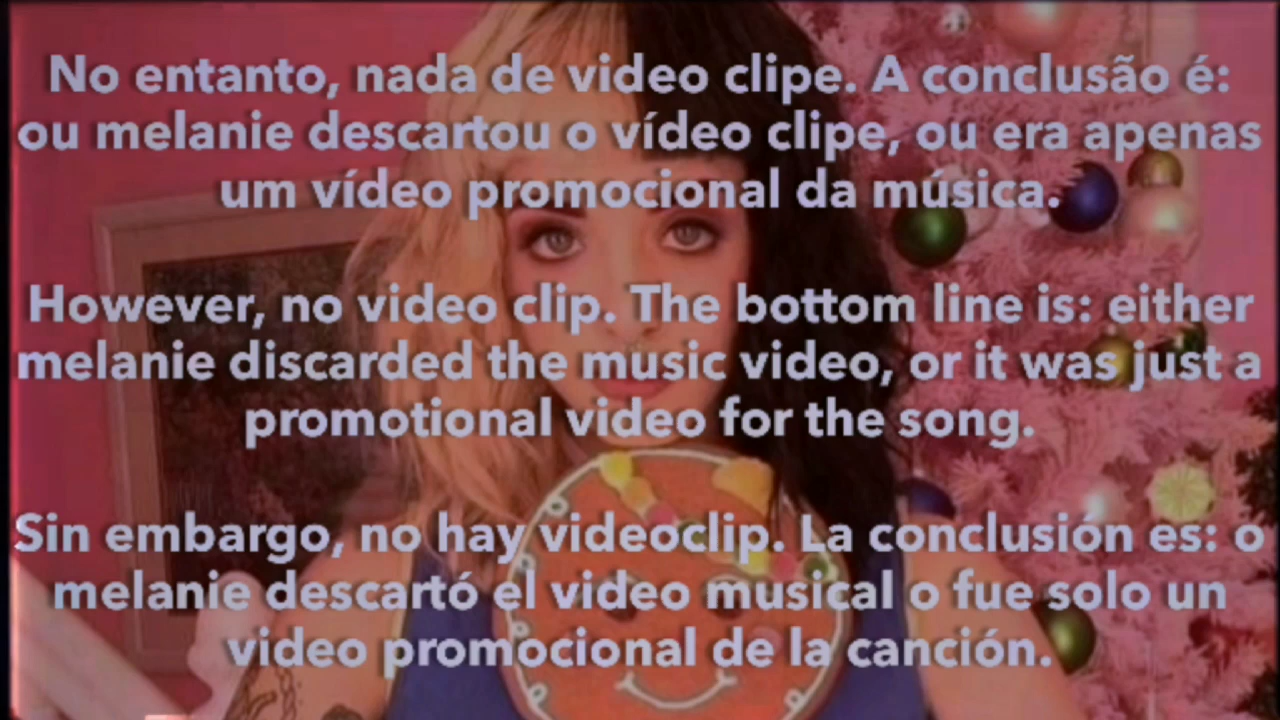 No entanto, nada de video clipe. A conclusão é:
ou melanie descartou o vídeo clipe, ou era apenas
um vídeo promocional da música.
However, no video clip. The bottom line is: either
melanie discarded the music video, or it was just a
promotional video for the song.
Sin embargo, no hay videoclip. La conclusión es: o
melanie descartó el video musical o fue solo un
video promocional de la canción.